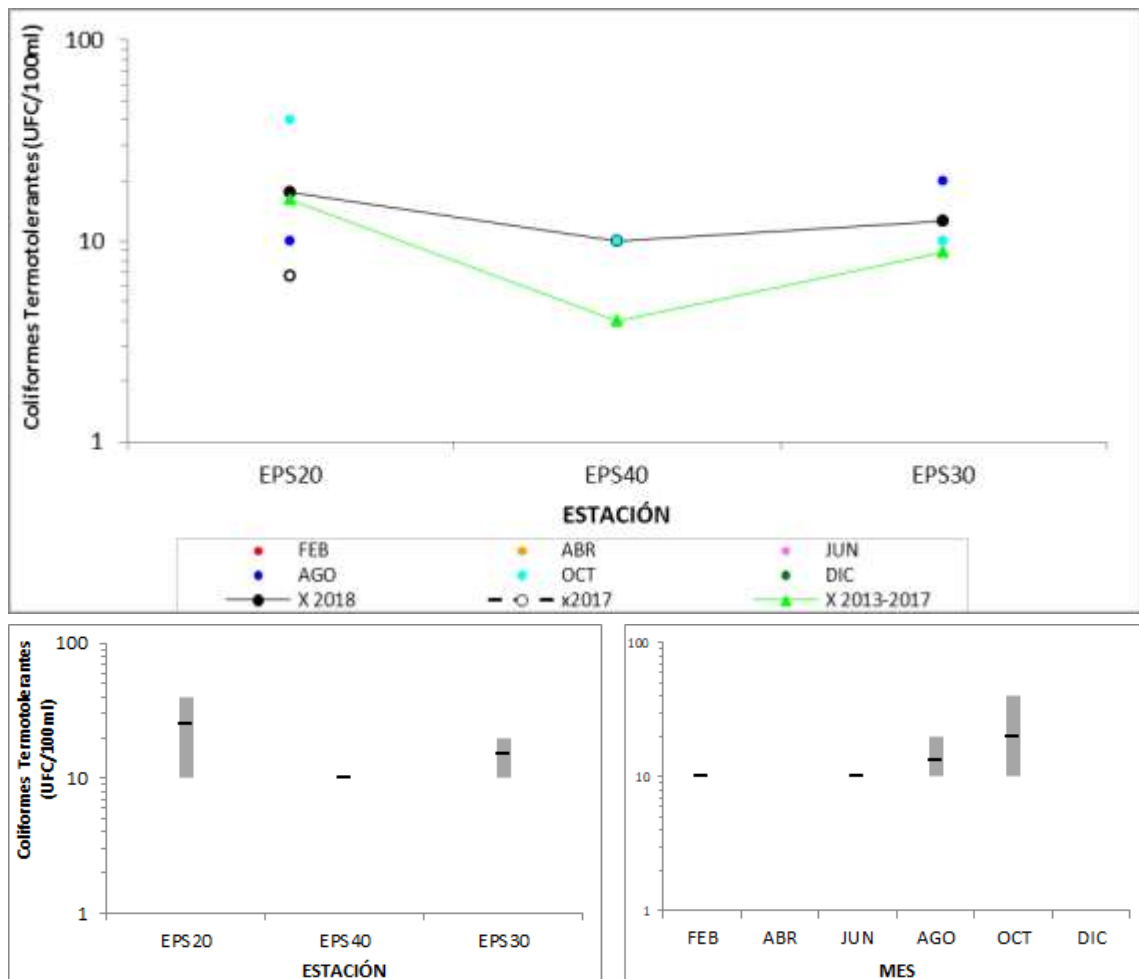 Coliformes Termotolerantes (UFC/100ml)
100
10
1
EPS20 EPS40 EPS30
ESTACIÓN
FEB ABR JUN
AGO OCT DIC
X 2018 x2017 X 2013-2017
Coliformes Termotolerantes
(UFC/100ml)
100
10
1
EPS20 EPS40 EPS30
ESTACIÓN
100
10
1
FEB ABR JUN AGO OCT DIC
MES